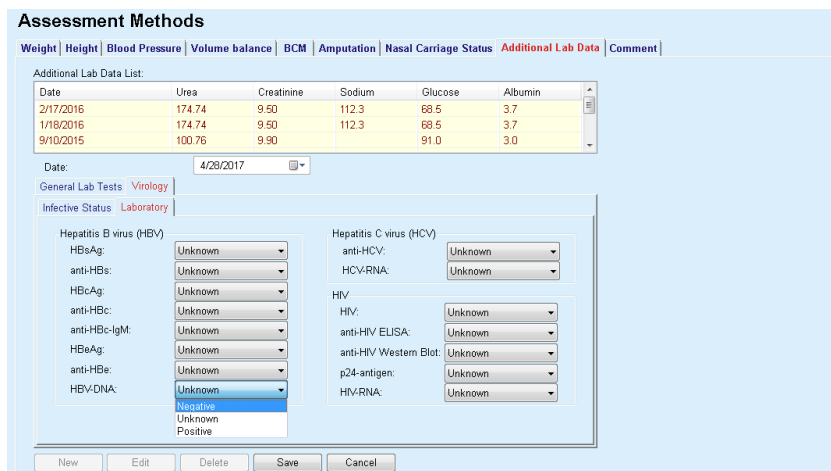 Assessment Methods
Weight Height Blood Pressure Volume balance BCM Amputation Nasal Carriage Status Additional Lab Data Comment
Additional Lab Data List:
Date Urea Creatinine Sodium Glucose Albumin
2/17/2016 174.74 9.50 112.3 68.5 3.7
1/18/2016 174.74 9.50 112.3 68.5 3.7
9/10/2015 100.76 9.90 91.0 3.0
Date: 4/28/2017
General Lab Tests Virology
Infective Status Laboratory
Hepatitis B virus (HBV)
HBsAg: Unknown
anti-HBs: Unknown
HBcAg: Unknown
anti-HBc: Unknown
anti-HBc-IgM: Unknown
HBeAg: Unknown
anti-HBe: Unknown
HBV-DNA: Unknown
Negative
Unknown
Positive
Hepatitis C virus (HCV)
anti-HCV: Unknown
HCV-RNA: Unknown
HIV
HIV: Unknown
anti-HIV ELISA: Unknown
anti-HIV Western Blot: Unknown
p24-antigen: Unknown
HIV-RNA: Unknown
New Edit Delete Save Cancel